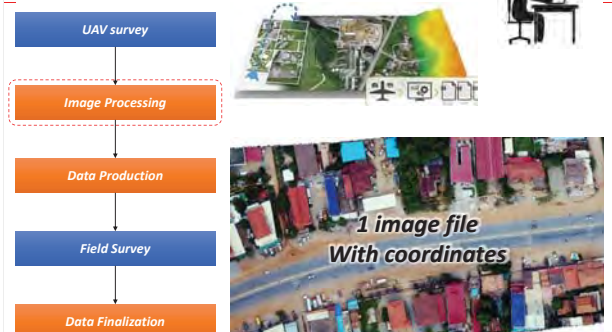 UAV survey
Image Processing
Data Production
Field Survey
Data Finalization
1 image file
With coordinates